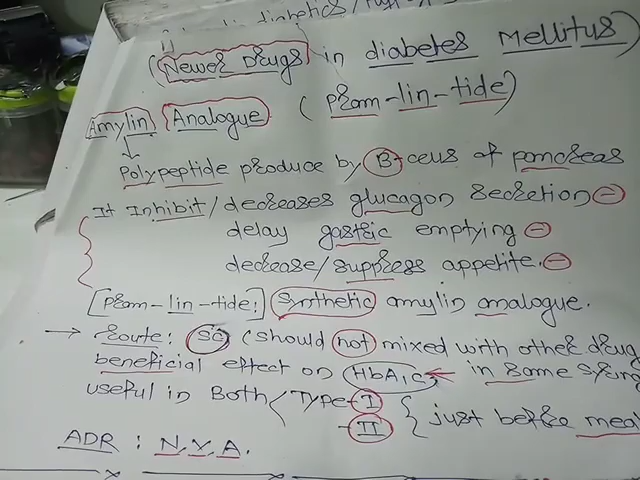 diabetics /
(Newer Drugs in diabetes Mellitus)
Amylin Analogue (Pram-lin-tide)
Polypeptide produce by B-cells of pancreas
It Inhibit/decreases glucagon secretion -
delay gastric emptying -
decrease/suppress appetite. -
[Pram-lin-tide:] Synthetic amylin analogue.
→ Route: SC (should not mixed with other drug
beneficial effect on HbA1c ← in same syring
useful in Both < Type-I { just before meal
-II
ADR : N.V.A.